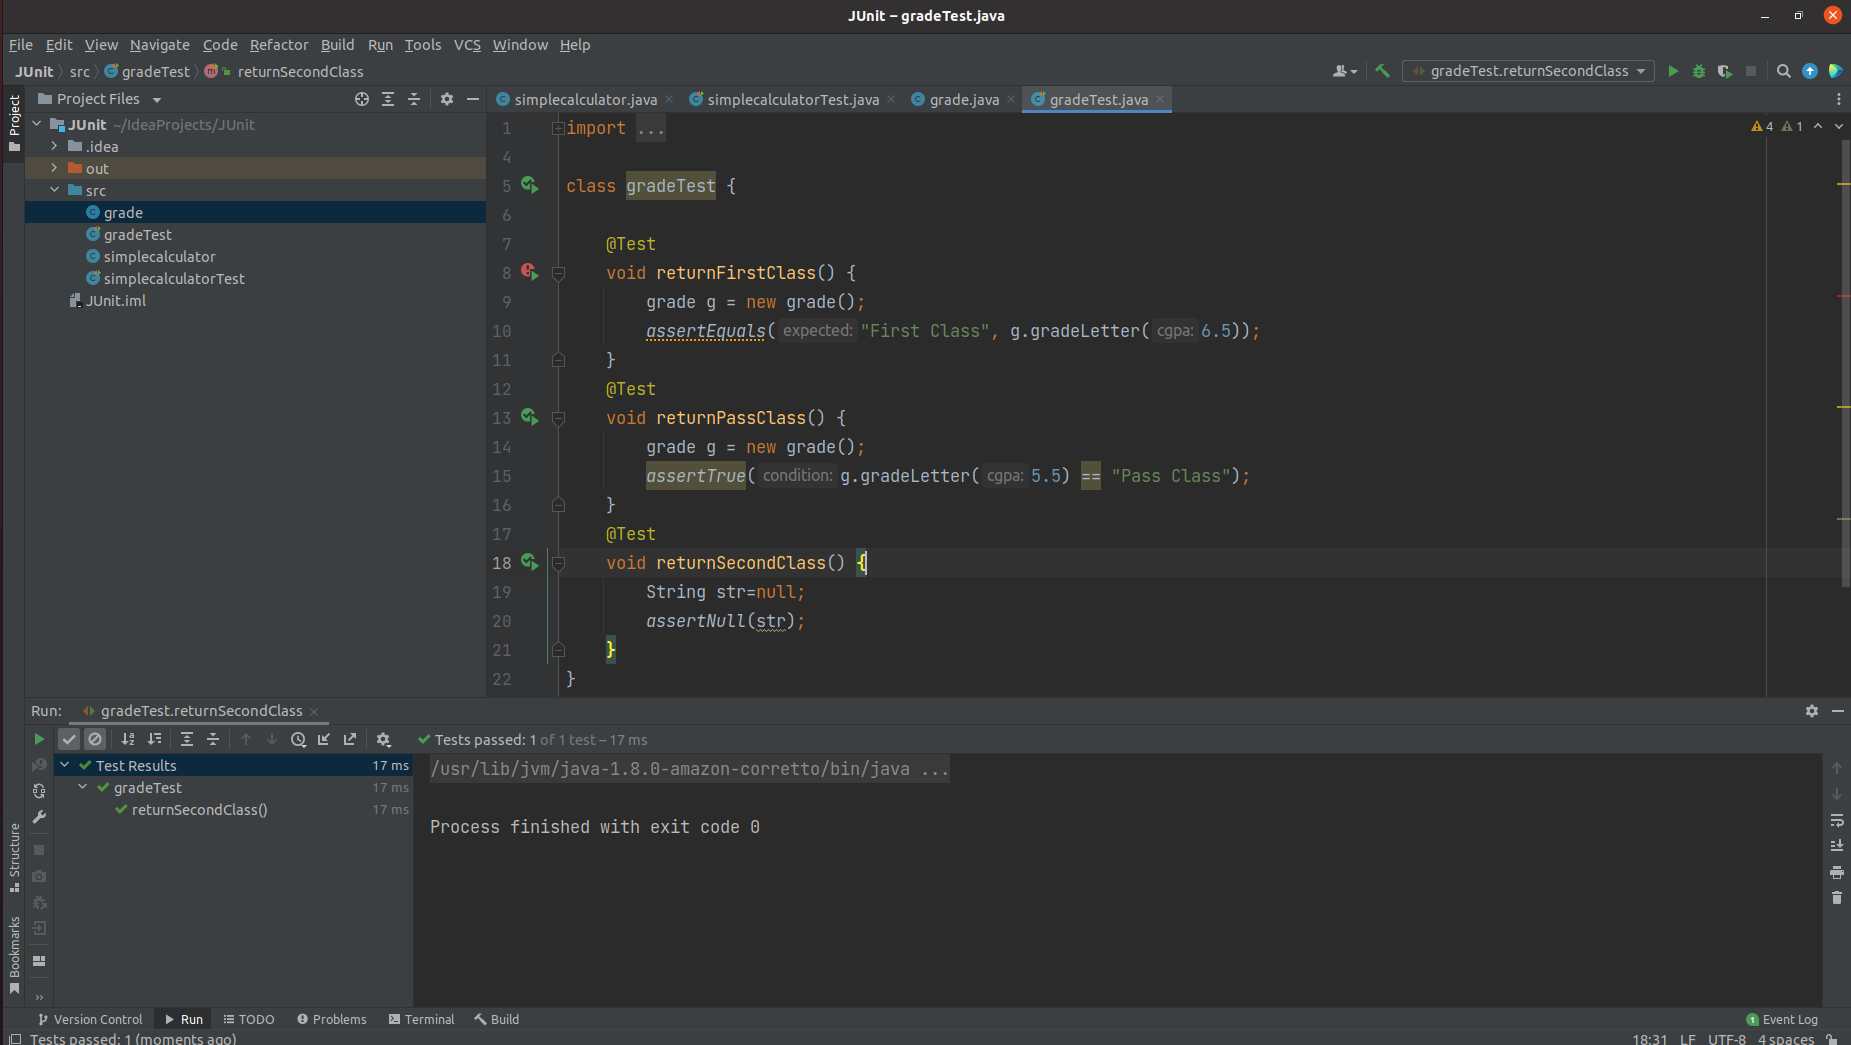 JUnit – gradeTest.java
File Edit View Navigate Code Refactor Build Run Tools VCS Window Help
JUnit src gradeTest returnSecondClass
gradeTest.returnSecondClass
Project Files
simplecalculator.java simplecalculatorTest.java grade.java gradeTest.java
Project
JUnit ~/IdeaProjects/JUnit
.idea
out
src
grade
gradeTest
simplecalculator
simplecalculatorTest
JUnit.iml
4 1
1 import ...
4
5 class gradeTest {
6
7 @Test
8 void returnFirstClass() {
9 grade g = new grade();
10 assertEquals( expected: "First Class", g.gradeLetter( cgpa: 6.5));
11 }
12 @Test
13 void returnPassClass() {
14 grade g = new grade();
15 assertTrue( condition: g.gradeLetter( cgpa: 5.5) == "Pass Class");
16 }
17 @Test
18 void returnSecondClass() {
19 String str=null;
20 assertNull(str);
21 }
22 }
Run: gradeTest.returnSecondClass
Tests passed: 1 of 1 test – 17 ms
Test Results 17 ms
gradeTest 17 ms
returnSecondClass() 17 ms
/usr/lib/jvm/java-1.8.0-amazon-corretto/bin/java ...
Process finished with exit code 0
Structure
Bookmarks
Version Control Run TODO Problems Terminal Build
1 Event Log
Tests passed: 1 (moments ago)
18:31 LF UTF-8 4 spaces